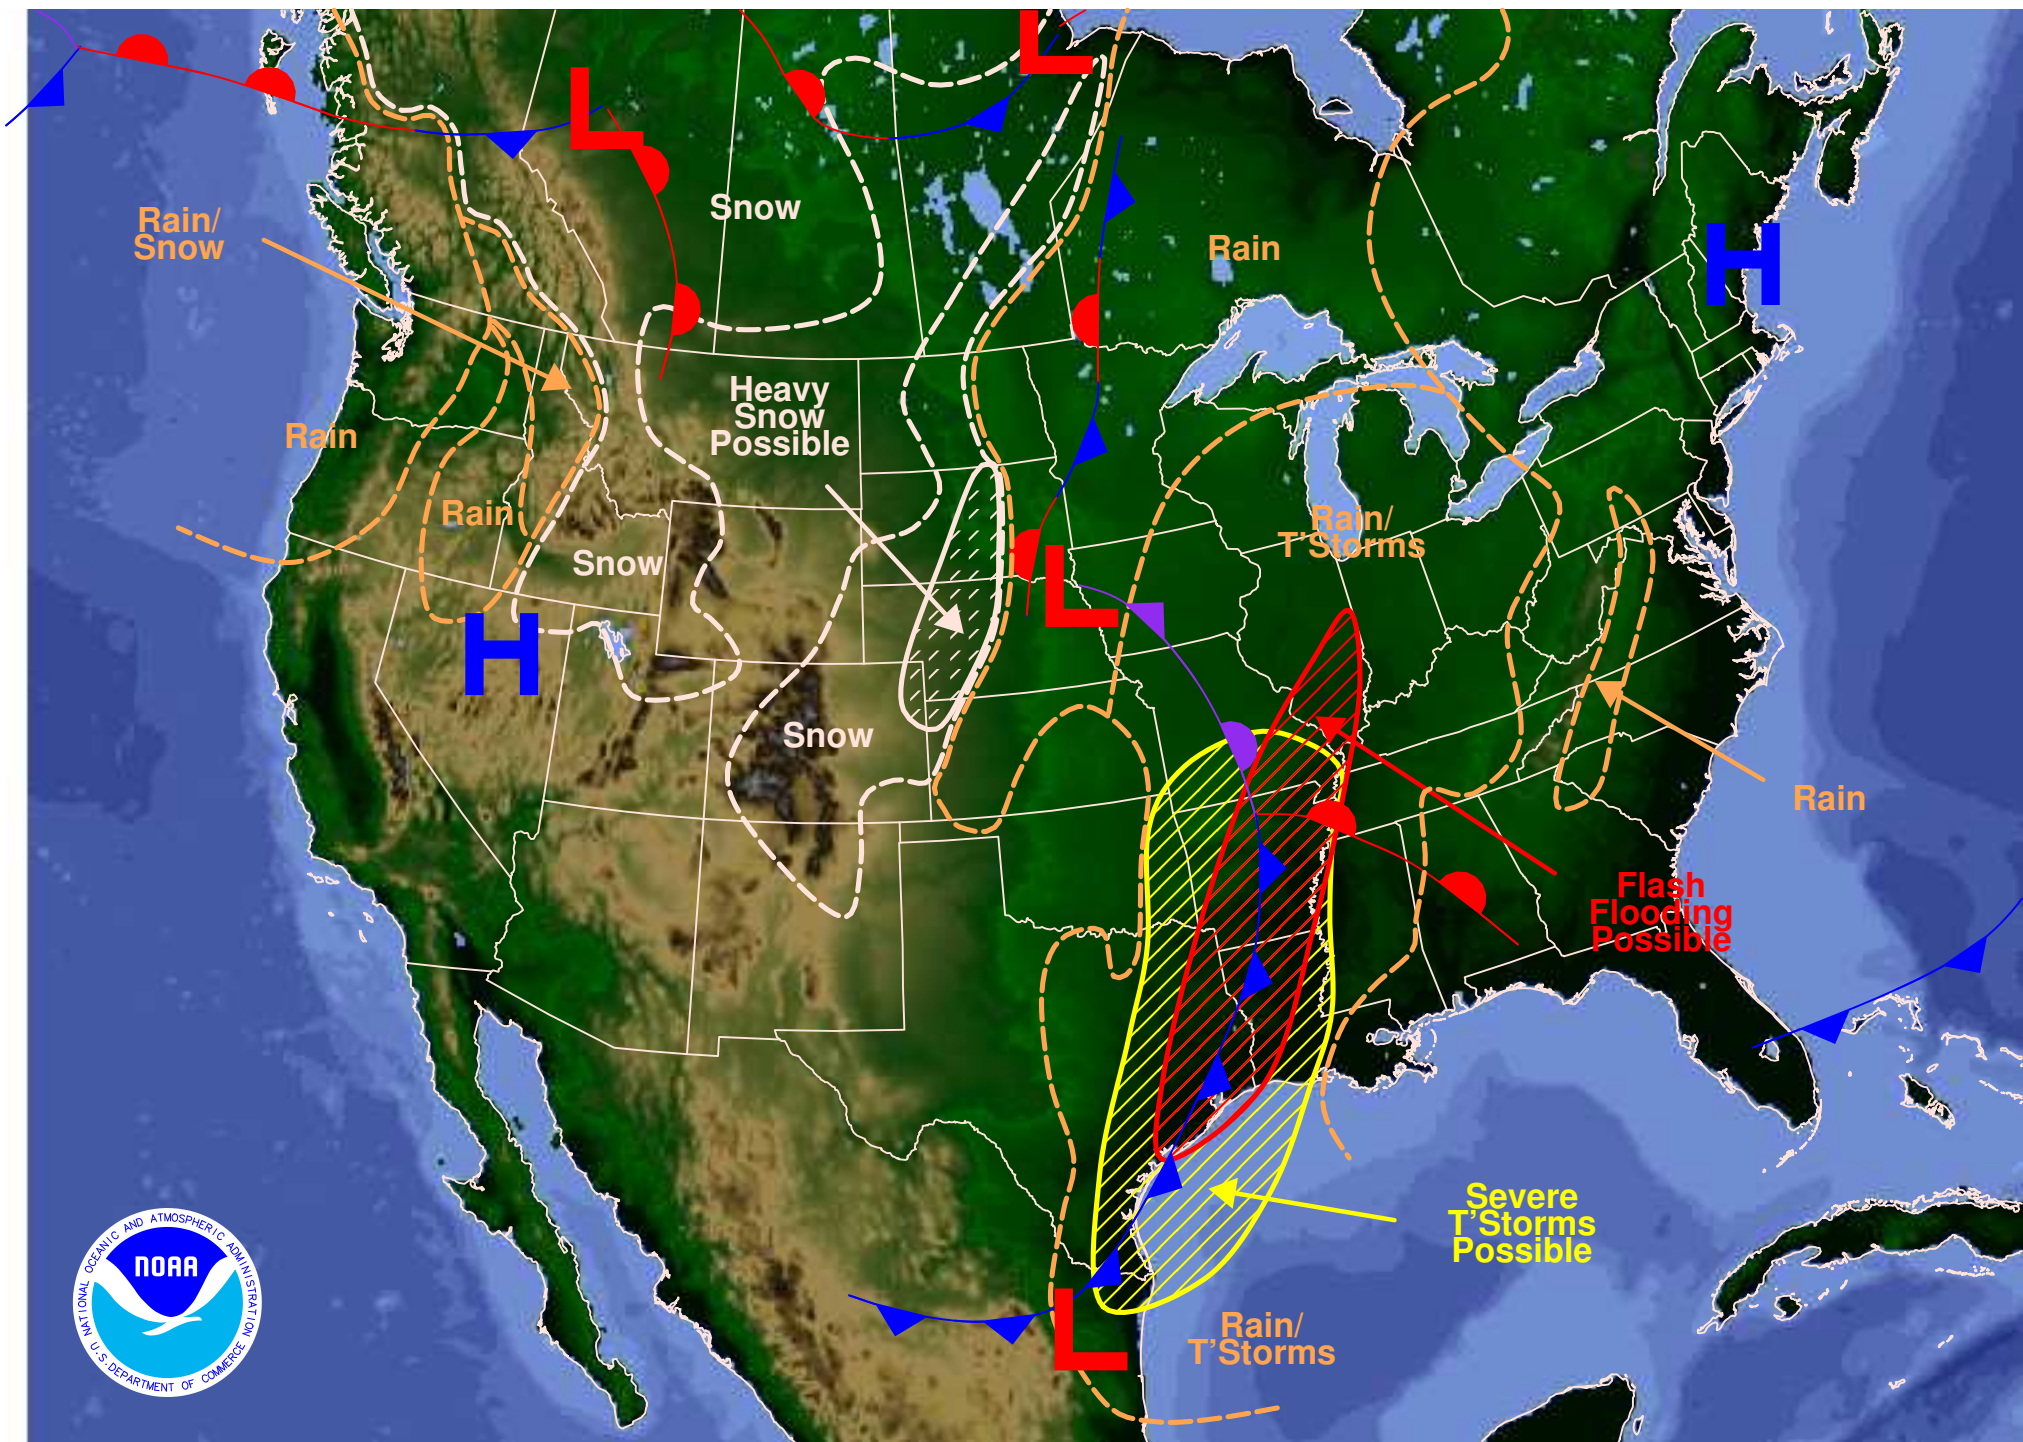 L
L
Snow
Rain/
Snow
Rain
H
Heavy
Snow
Possible
Rain
Rain
Rain/
T'Storms
Snow
L
H
Snow
Rain
Flash
Flooding
Possible
Severe
T'Storms
Possible
L
Rain/
T'Storms
NATIONAL OCEANIC AND ATMOSPHERIC ADMINISTRATION
NOAA
U.S. DEPARTMENT OF COMMERCE